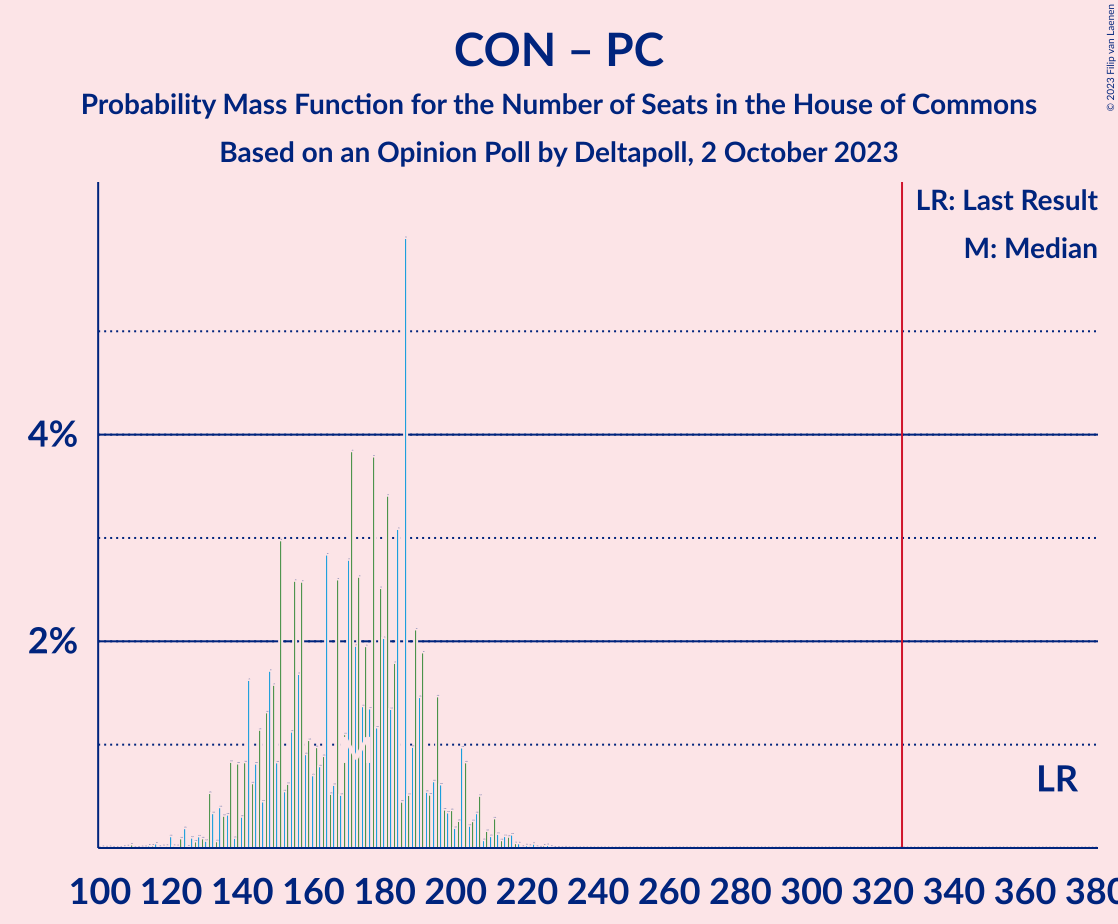 CON – PC
Probability Mass Function for the Number of Seats in the House of Commons
Based on an Opinion Poll by Deltapoll, 2 October 2023
© 2023 Filip van Laenen
LR: Last Result
M: Median
4%
2%
LR
100 120 140 160 180 200 220 240 260 280 300 320 340 360 380